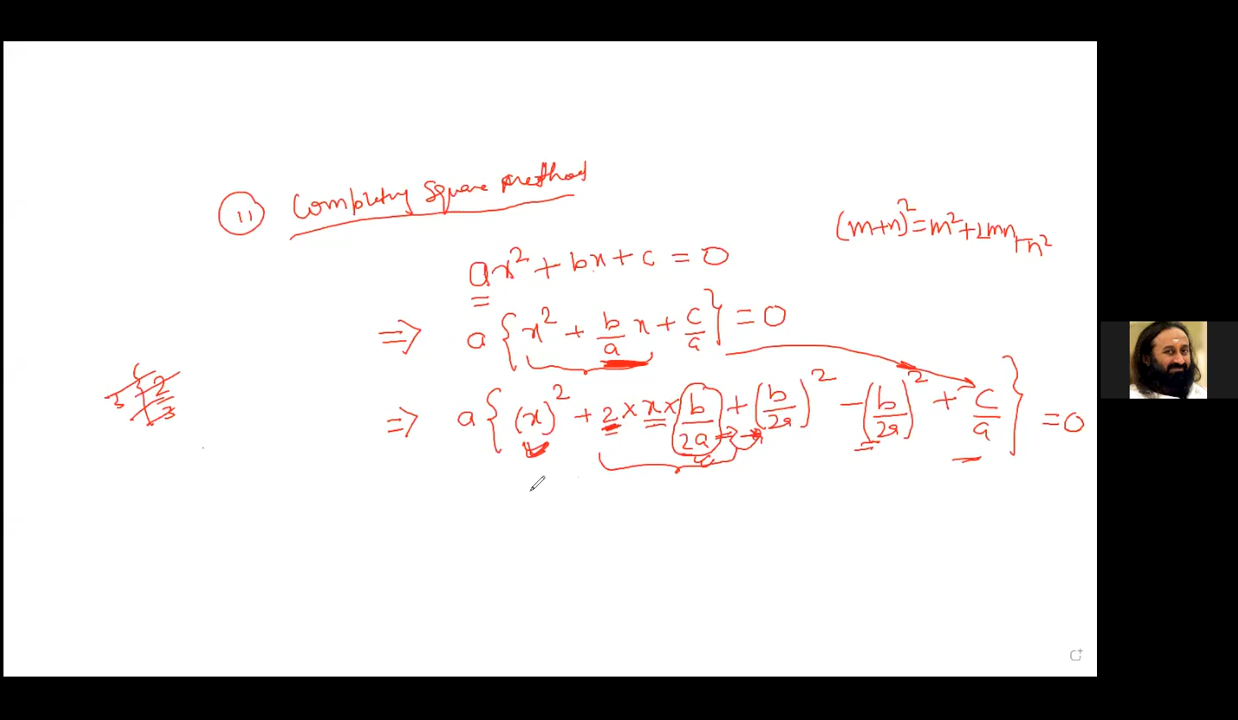 (11) Completing Square method
(m+n)²=m²+2mn+n²
ax²+bx+c=0
=> a{x²+b/a x+c/a}=0
=> a{(x)²+2×x×(b/2a)+(b/2a)²-(b/2a)²+c/a}=0